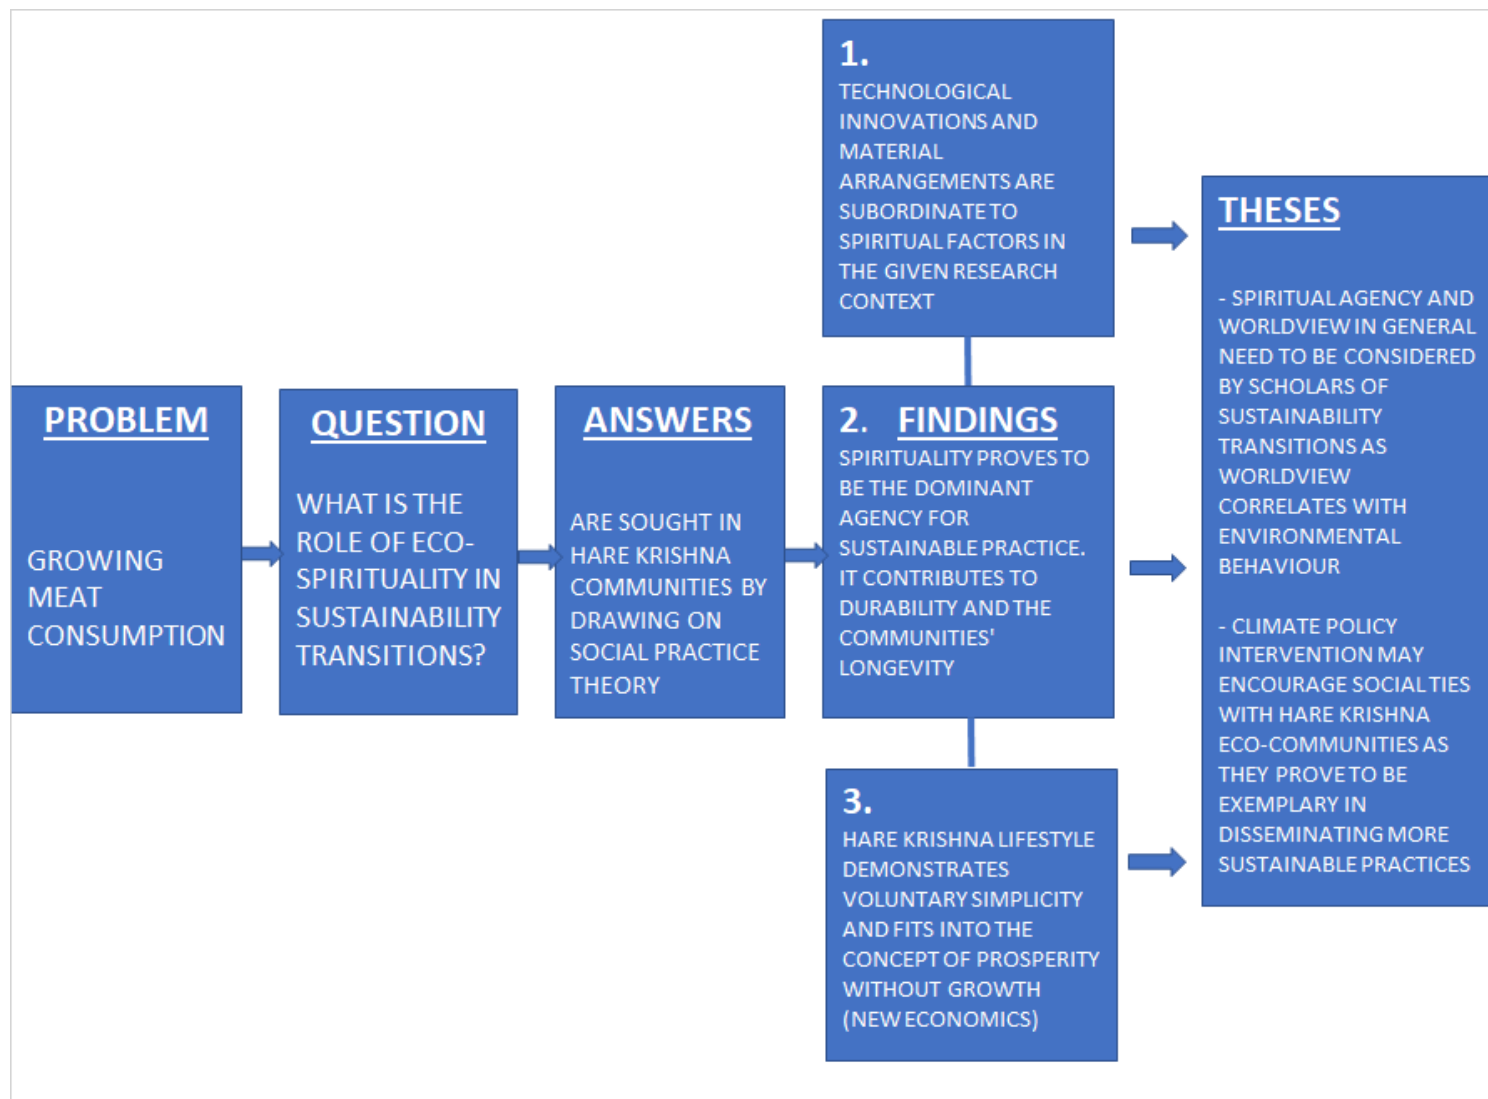 PROBLEM
GROWING
MEAT
CONSUMPTION
QUESTION
WHAT IS THE
ROLE OF ECO-
SPIRITUALITY IN
SUSTAINABILITY
TRANSITIONS?
ANSWERS
ARE SOUGHT IN
HARE KRISHNA
COMMUNITIES BY
DRAWING ON
SOCIAL PRACTICE
THEORY
1.
TECHNOLOGICAL
INNOVATIONS AND
MATERIAL
ARRANGEMENTS ARE
SUBORDINATE TO
SPIRITUAL FACTORS IN
THE GIVEN RESEARCH
CONTEXT
2. FINDINGS
SPIRITUALITY PROVES TO
BE THE DOMINANT
AGENCY FOR
SUSTAINABLE PRACTICE.
IT CONTRIBUTES TO
DURABILITY AND THE
COMMUNITIES'
LONGEVITY
3.
HARE KRISHNA LIFESTYLE
DEMONSTRATES
VOLUNTARY SIMPLICITY
AND FITS INTO THE
CONCEPT OF PROSPERITY
WITHOUT GROWTH
(NEW ECONOMICS)
THESES
- SPIRITUAL AGENCY AND
WORLDVIEW IN GENERAL
NEED TO BE CONSIDERED
BY SCHOLARS OF
SUSTAINABILITY
TRANSITIONS AS
WORLDVIEW
CORRELATES WITH
ENVIRONMENTAL
BEHAVIOUR
- CLIMATE POLICY
INTERVENTION MAY
ENCOURAGE SOCIAL TIES
WITH HARE KRISHNA
ECO-COMMUNITIES AS
THEY PROVE TO BE
EXEMPLARY IN
DISSEMINATING MORE
SUSTAINABLE PRACTICES